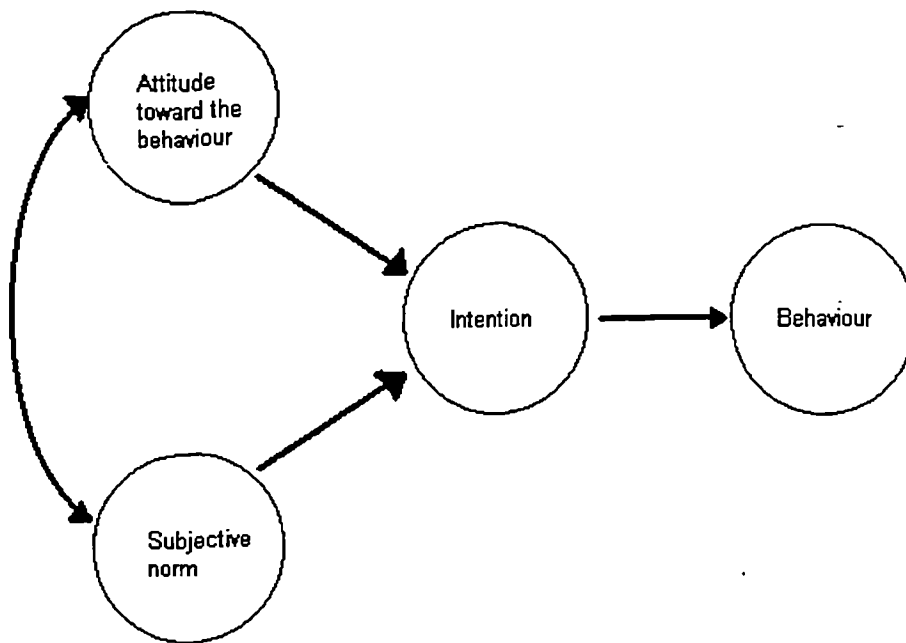 Attitude
toward the
behaviour
Intention
Behaviour
Subjective
norm